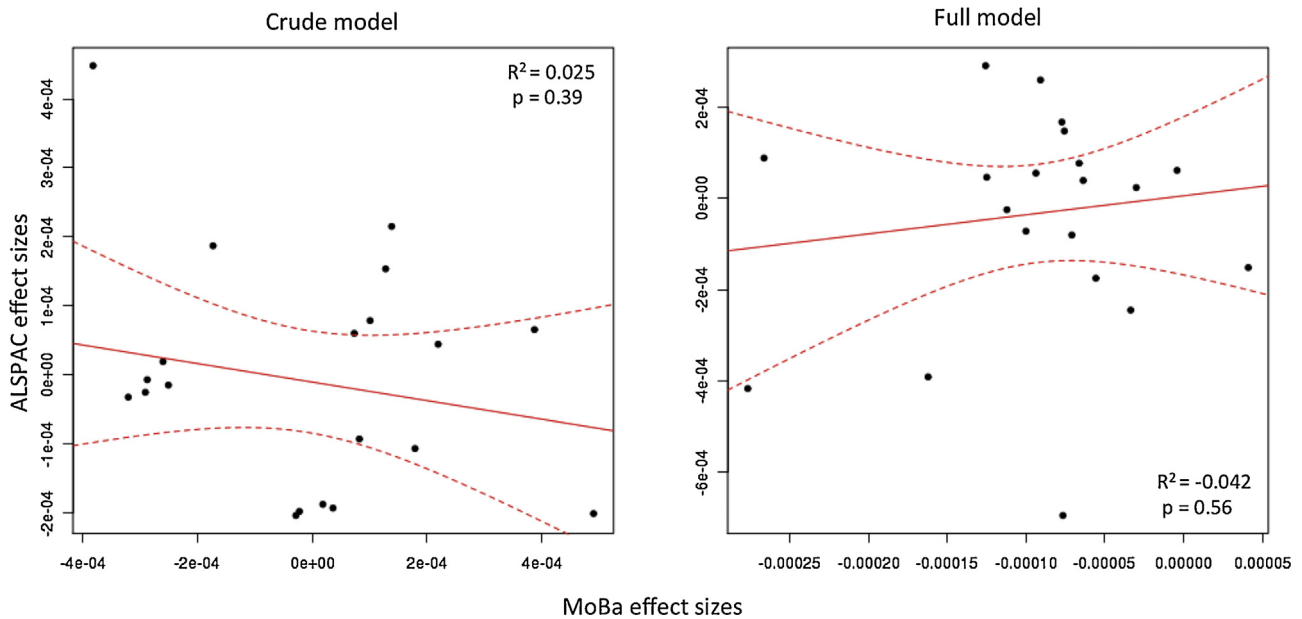 Crude model
Full model
R² = 0.025
p = 0.39
R² = -0.042
p = 0.56
ALSPAC effect sizes
4e-04
3e-04
2e-04
1e-04
0e+00
-1e-04
-2e-04
-4e-04
-2e-04
0e+00
2e-04
4e-04
2e-04
0e+00
-2e-04
-4e-04
-6e-04
-0.00025
-0.00020
-0.00015
-0.00010
-0.00005
0.00000
0.00005
MoBa effect sizes